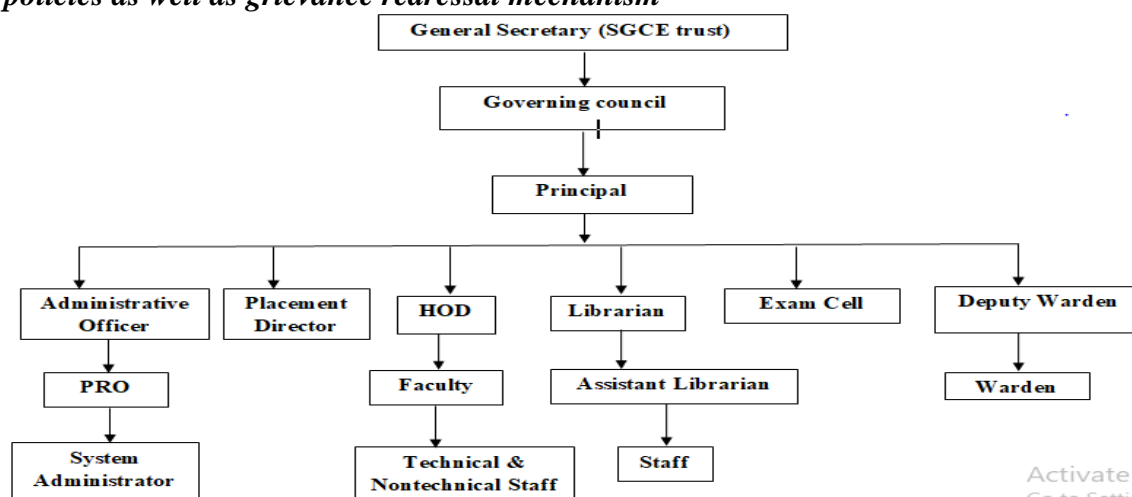 policies as well as grievance redressal mechanism
General Secretary (SGCE trust)
Governing council
Principal
Administrative
Officer
Placement
Director
HOD
Librarian
Exam Cell
Deputy Warden
PRO
Faculty
Assistant Librarian
Warden
System
Administrator
Technical &
Nontechnical Staff
Staff
Activate